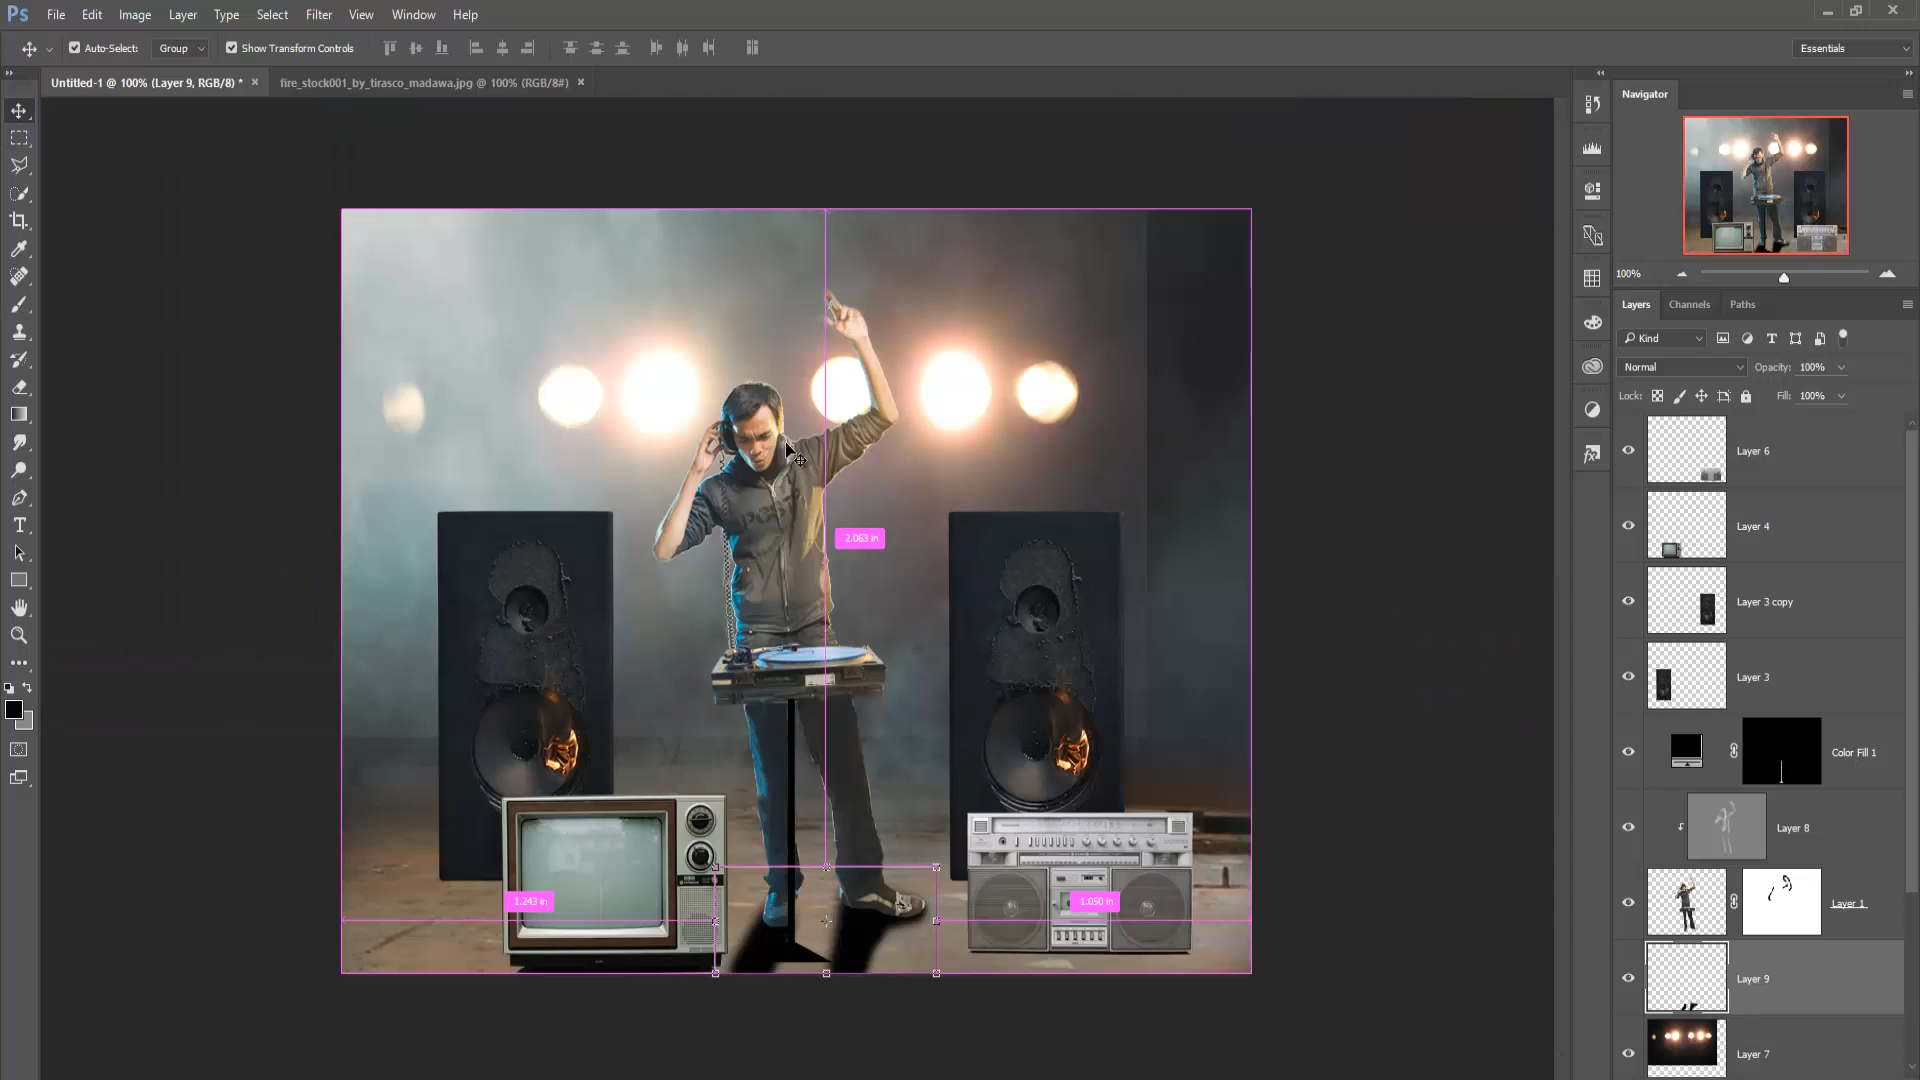 Ps File Edit Image Layer Type Select Filter View Window Help
Auto-Select: Group Show Transform Controls Essentials
Untitled-1 @ 100% (Layer 9, RGB/8) * × fire_stock001_by_tirasco_madawa.jpg @ 100% (RGB/8#) ×
Navigator
100%
Layers Channels Paths
Kind
Normal Opacity: 100%
Lock: Fill: 100%
Layer 6
Layer 4
Layer 3 copy
Layer 3
Color Fill 1
Layer 8
Layer 1
Layer 9
Layer 7
2.063 in
1.243 in
1.050 in